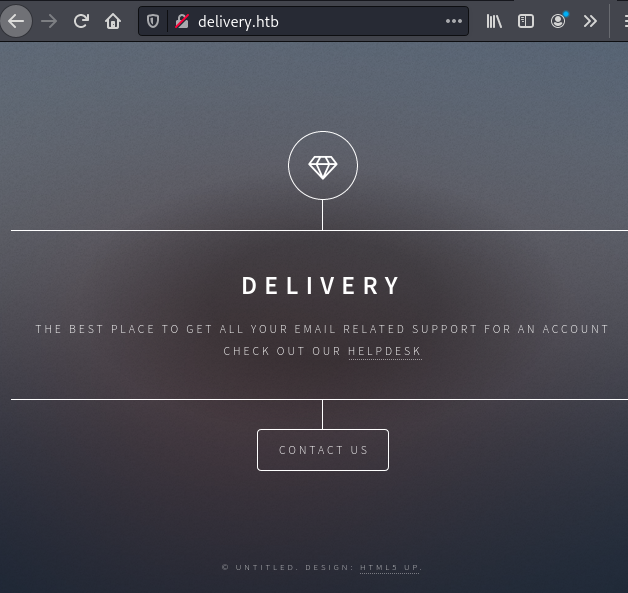 delivery.htb
DELIVERY
THE BEST PLACE TO GET ALL YOUR EMAIL RELATED SUPPORT FOR AN ACCOUNT
CHECK OUT OUR HELPDESK
CONTACT US
© UNTITLED. DESIGN: HTML5 UP.